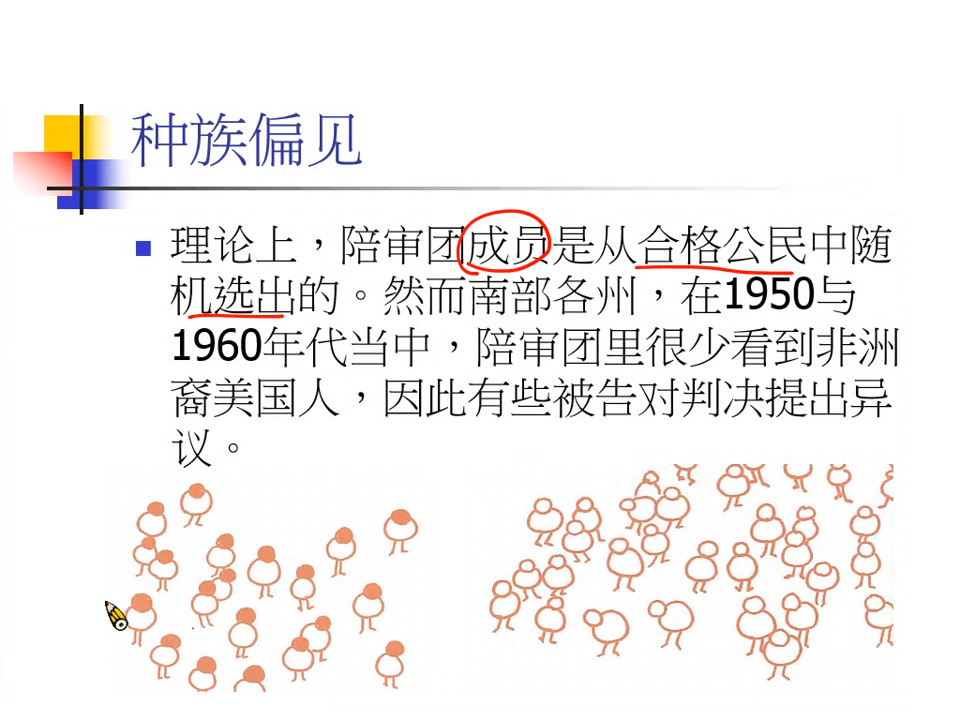 种族偏见
理论上，陪审团成员是从合格公民中随
机选出的。然而南部各州，在1950与
1960年代当中，陪审团里很少看到非洲
裔美国人，因此有些被告对判决提出异
议。